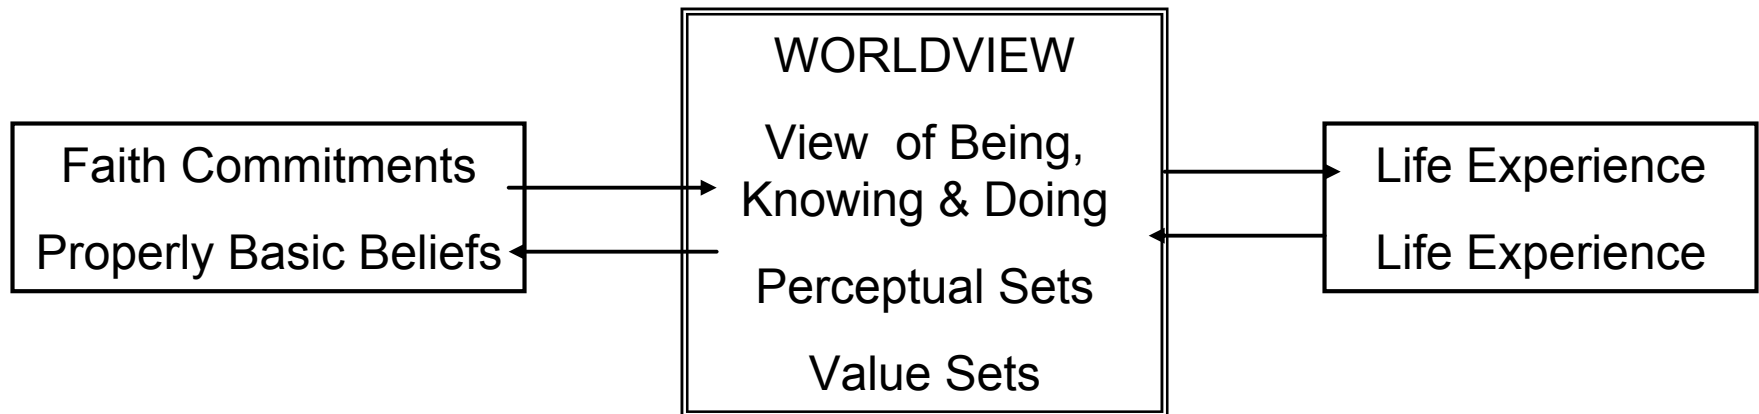 Faith Commitments
Properly Basic Beliefs
WORLDVIEW
View of Being,
Knowing & Doing
Perceptual Sets
Value Sets
Life Experience
Life Experience